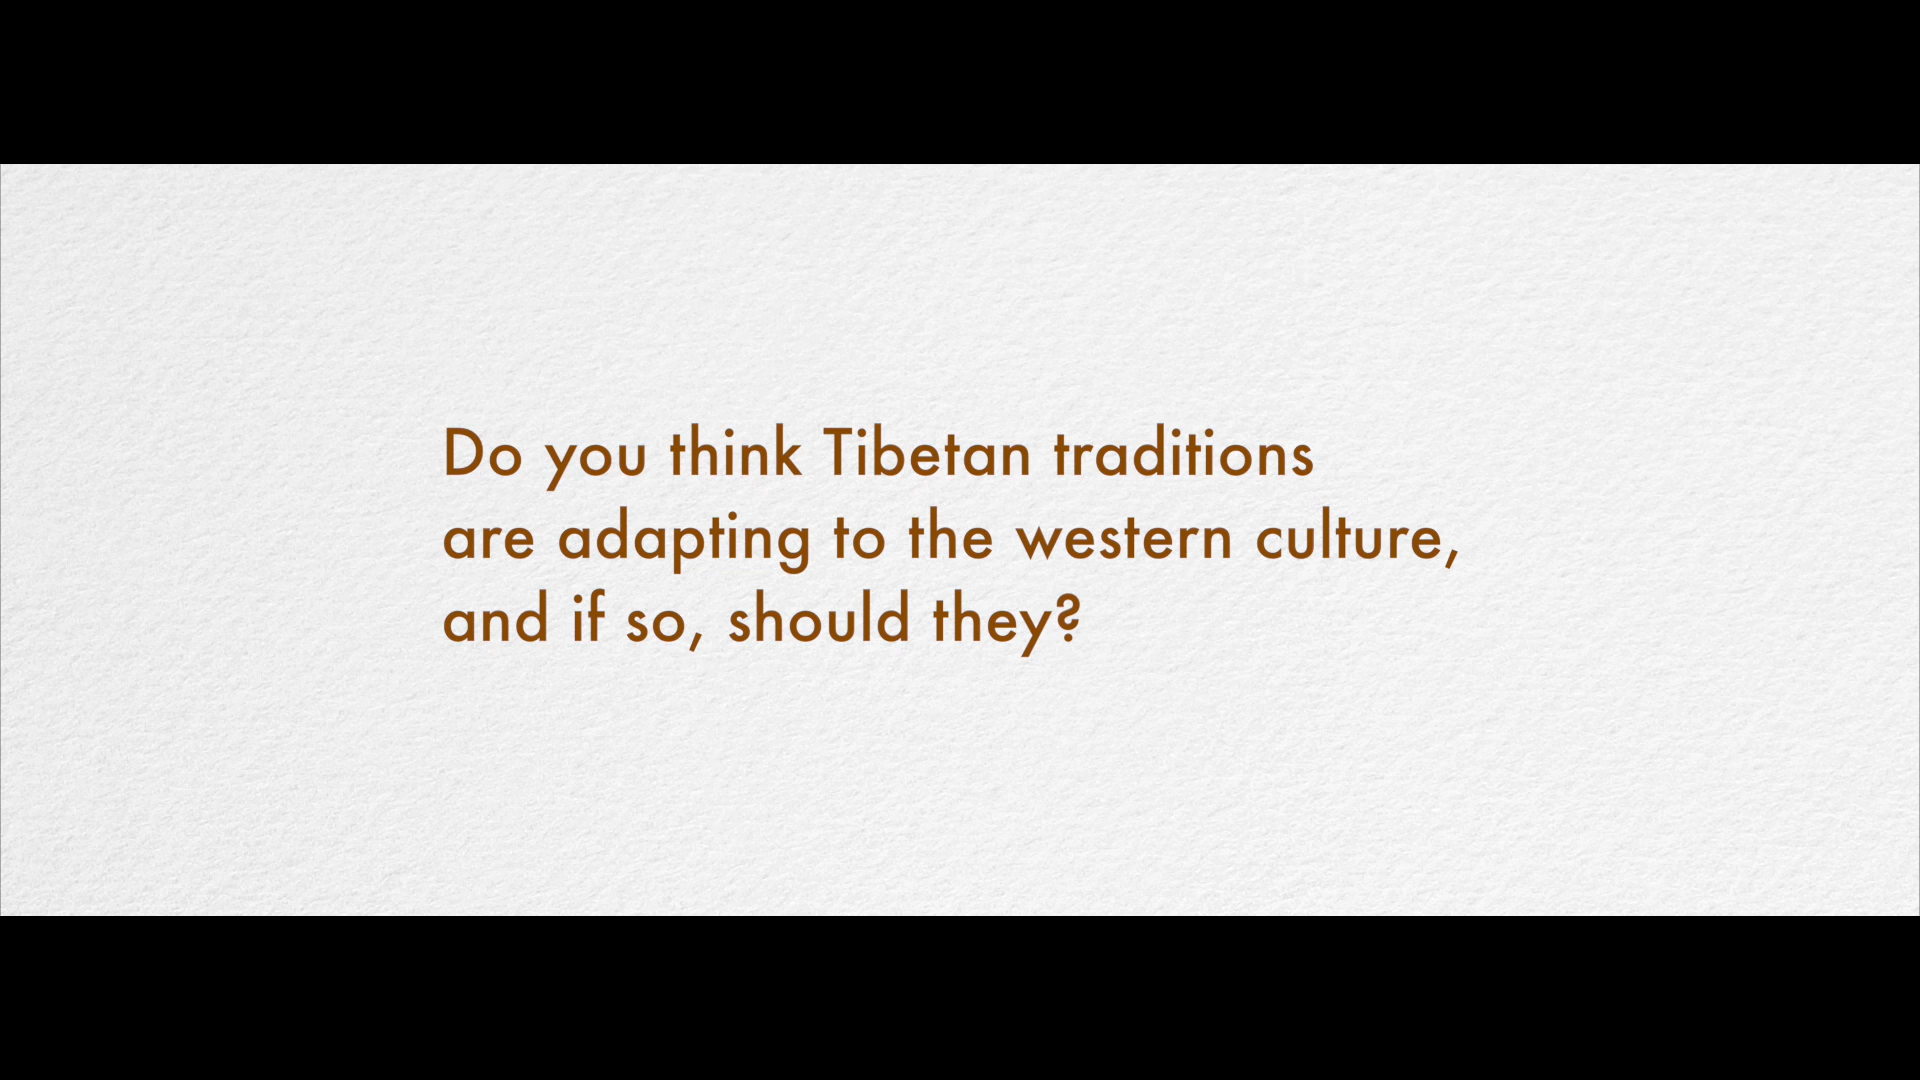 Do you think Tibetan traditions
are adapting to the western culture,
and if so, should they?